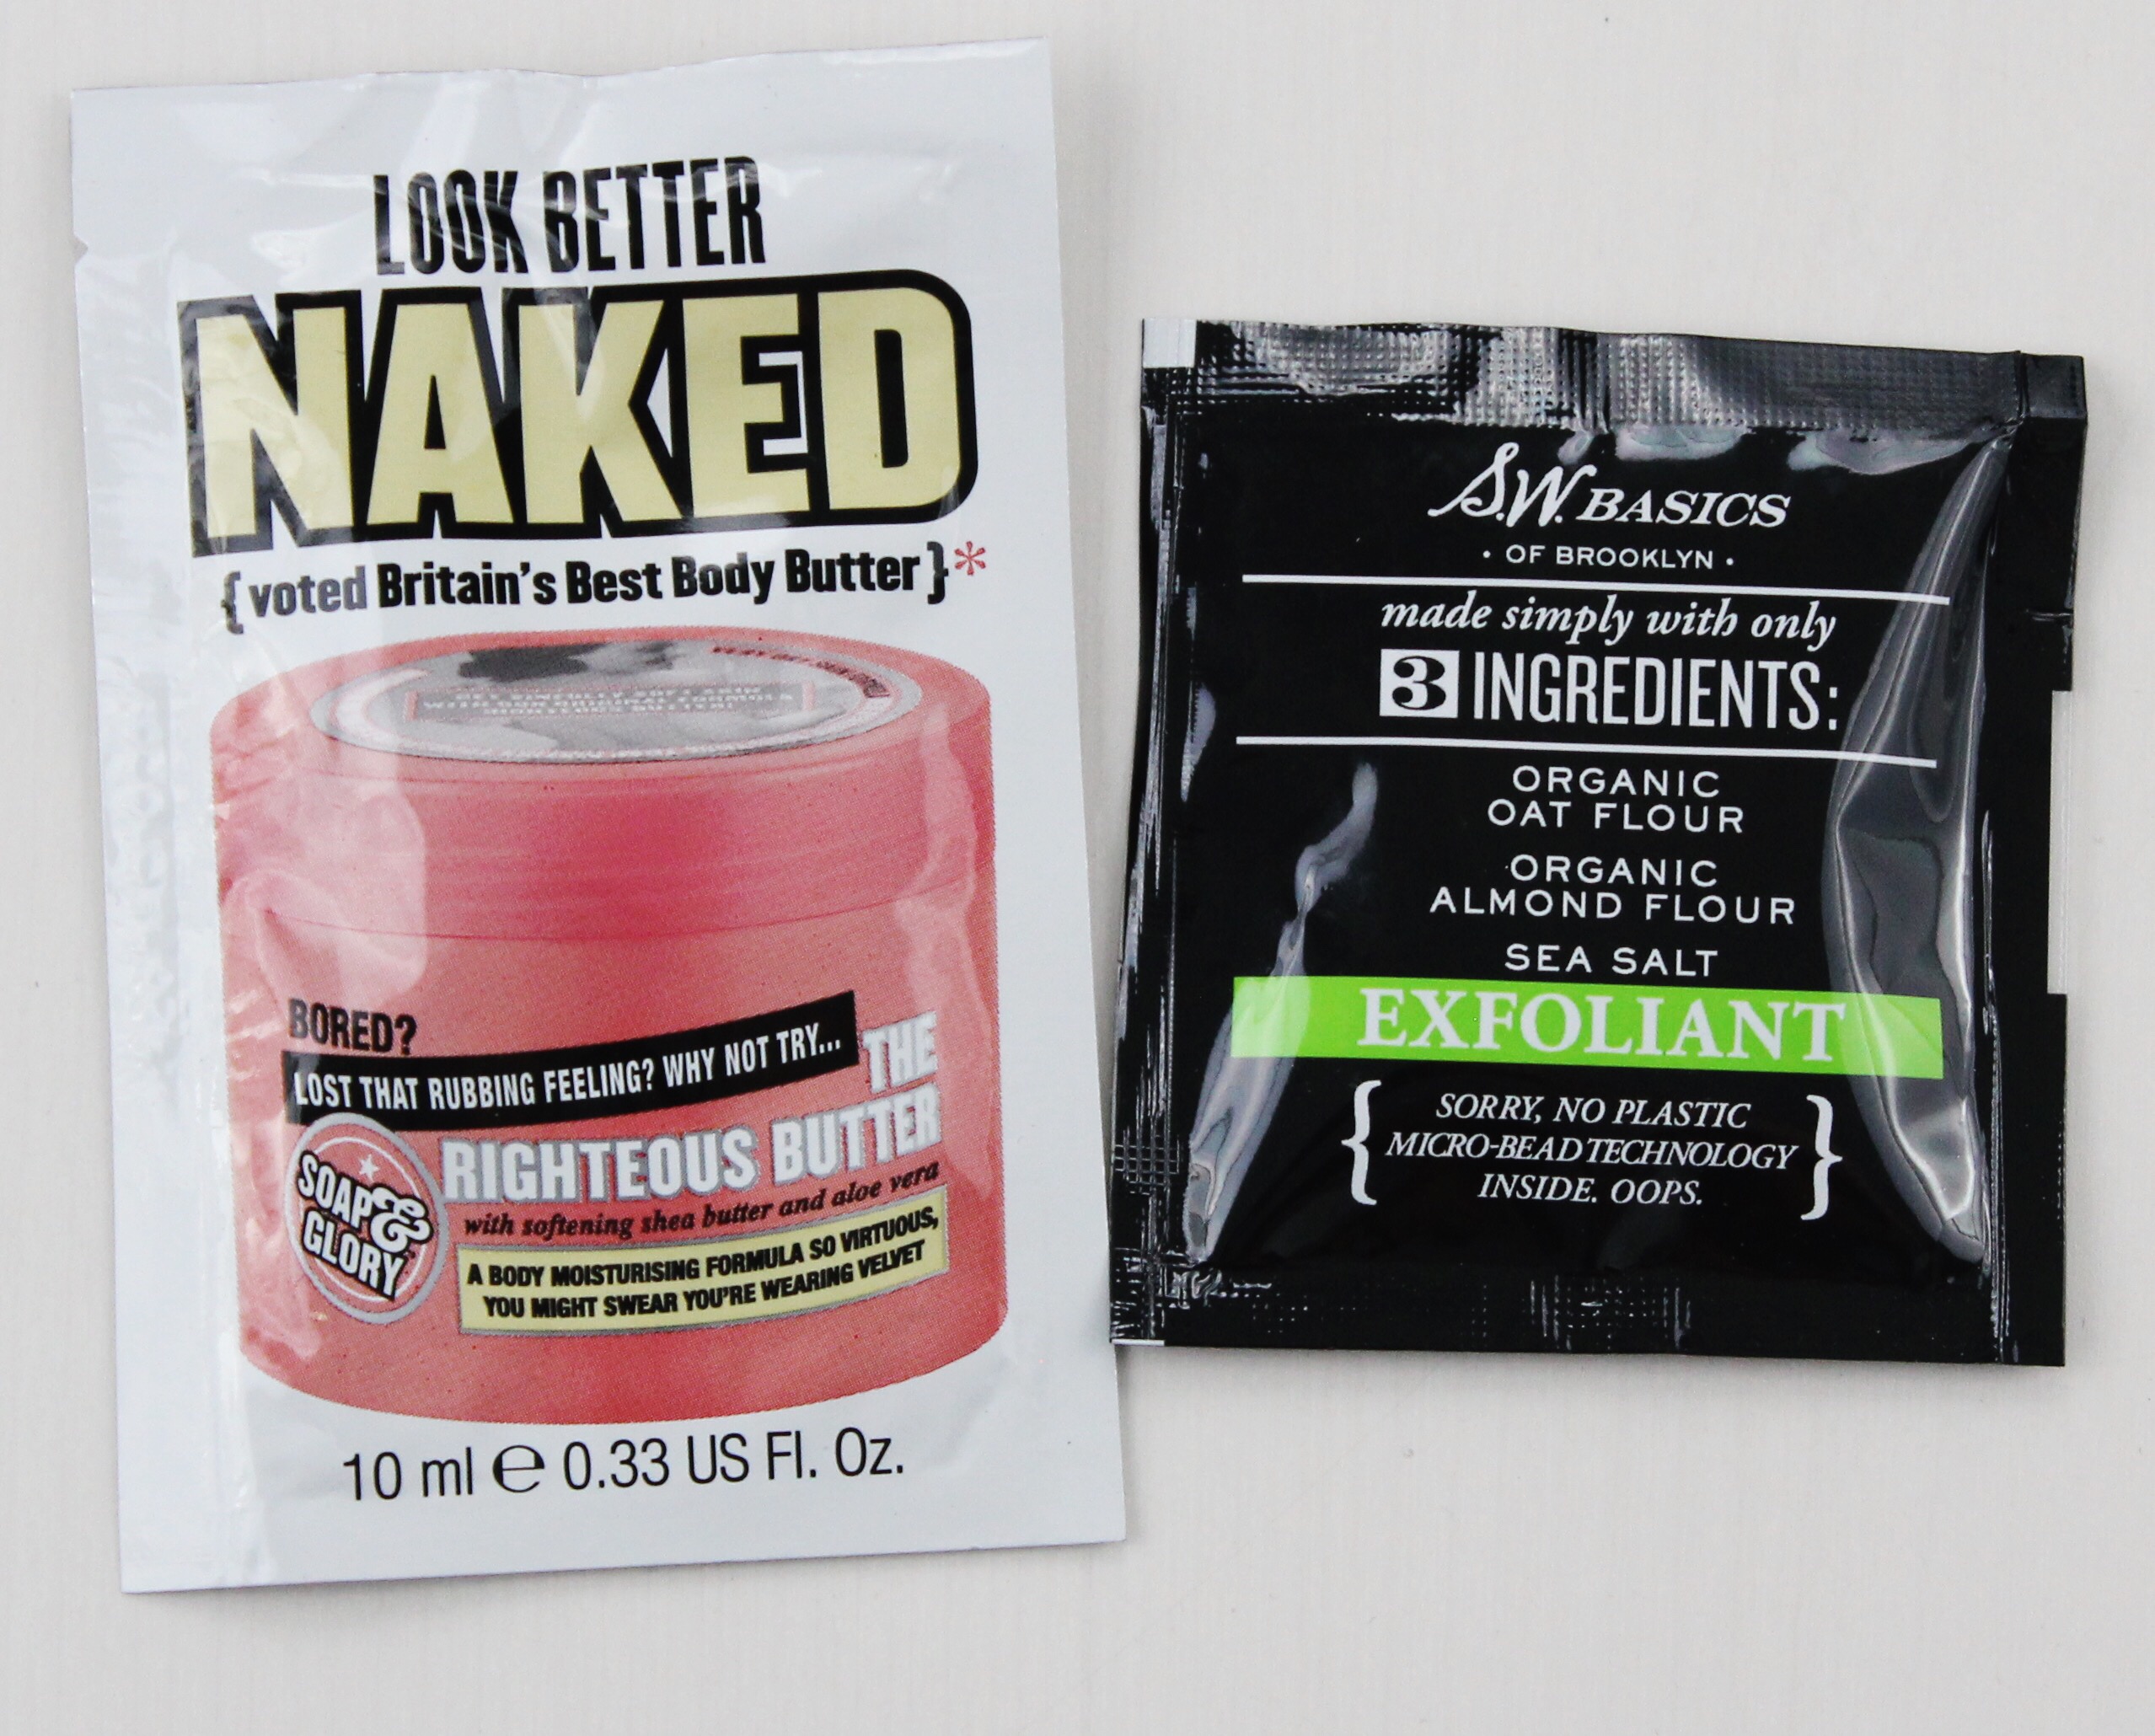 LOOK BETTER
NAKED
{ voted Britain's Best Body Butter }*
BORED?
LOST THAT RUBBING FEELING? WHY NOT TRY...
THE
RIGHTEOUS BUTTER
with softening shea butter and aloe vera
A BODY MOISTURISING FORMULA SO VIRTUOUS,
YOU MIGHT SWEAR YOU'RE WEARING VELVET
SOAP &
GLORY
10 ml ℮ 0.33 US Fl. Oz.
S.W. BASICS
• OF BROOKLYN •
made simply with only
3 INGREDIENTS:
ORGANIC
OAT FLOUR
ORGANIC
ALMOND FLOUR
SEA SALT
EXFOLIANT
{ SORRY, NO PLASTIC
MICRO-BEAD TECHNOLOGY
INSIDE. OOPS. }